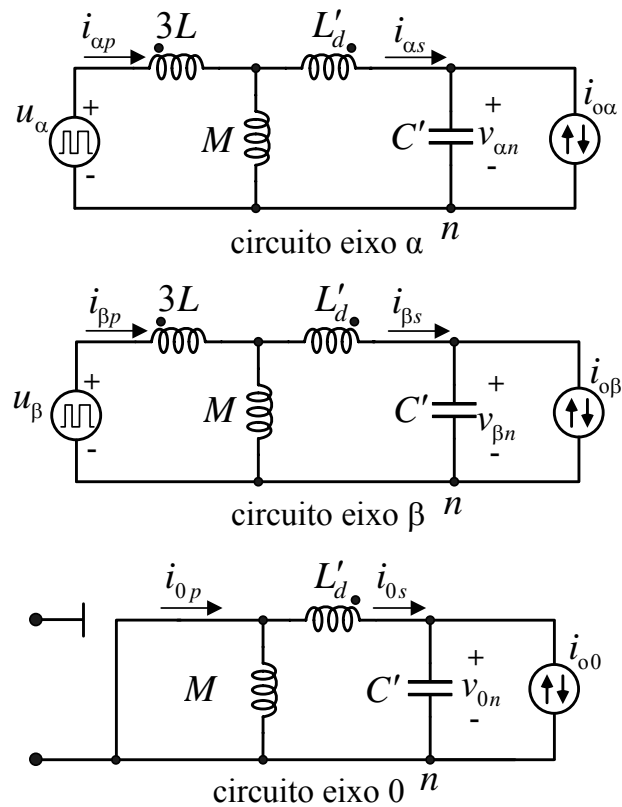 i_αp 3L L'_d i_αs
u_α + - M C' + v_αn - i_oα
circuito eixo α n
i_βp 3L L'_d i_βs
u_β + - M C' + v_βn - i_oβ
circuito eixo β n
i_0p L'_d i_0s
M C' + v_0n - i_o0
circuito eixo 0 n